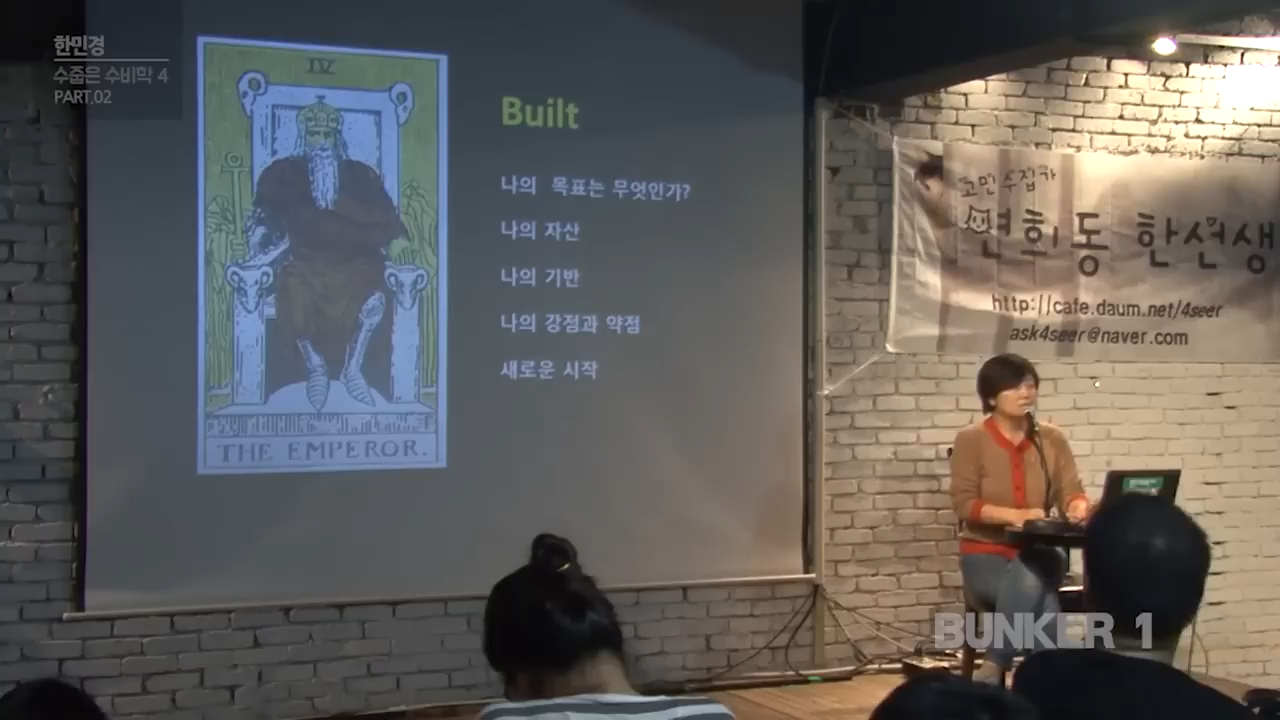 한민경
수줍은 수비학 4
PART.02
IV
THE EMPEROR.
Built
나의 목표는 무엇인가?
나의 자산
나의 기반
나의 강점과 약점
새로운 시작
고민 수집가
연희동 한선생
http://cafe.daum.net/4seer
ask4seer@naver.com
BUNKER 1